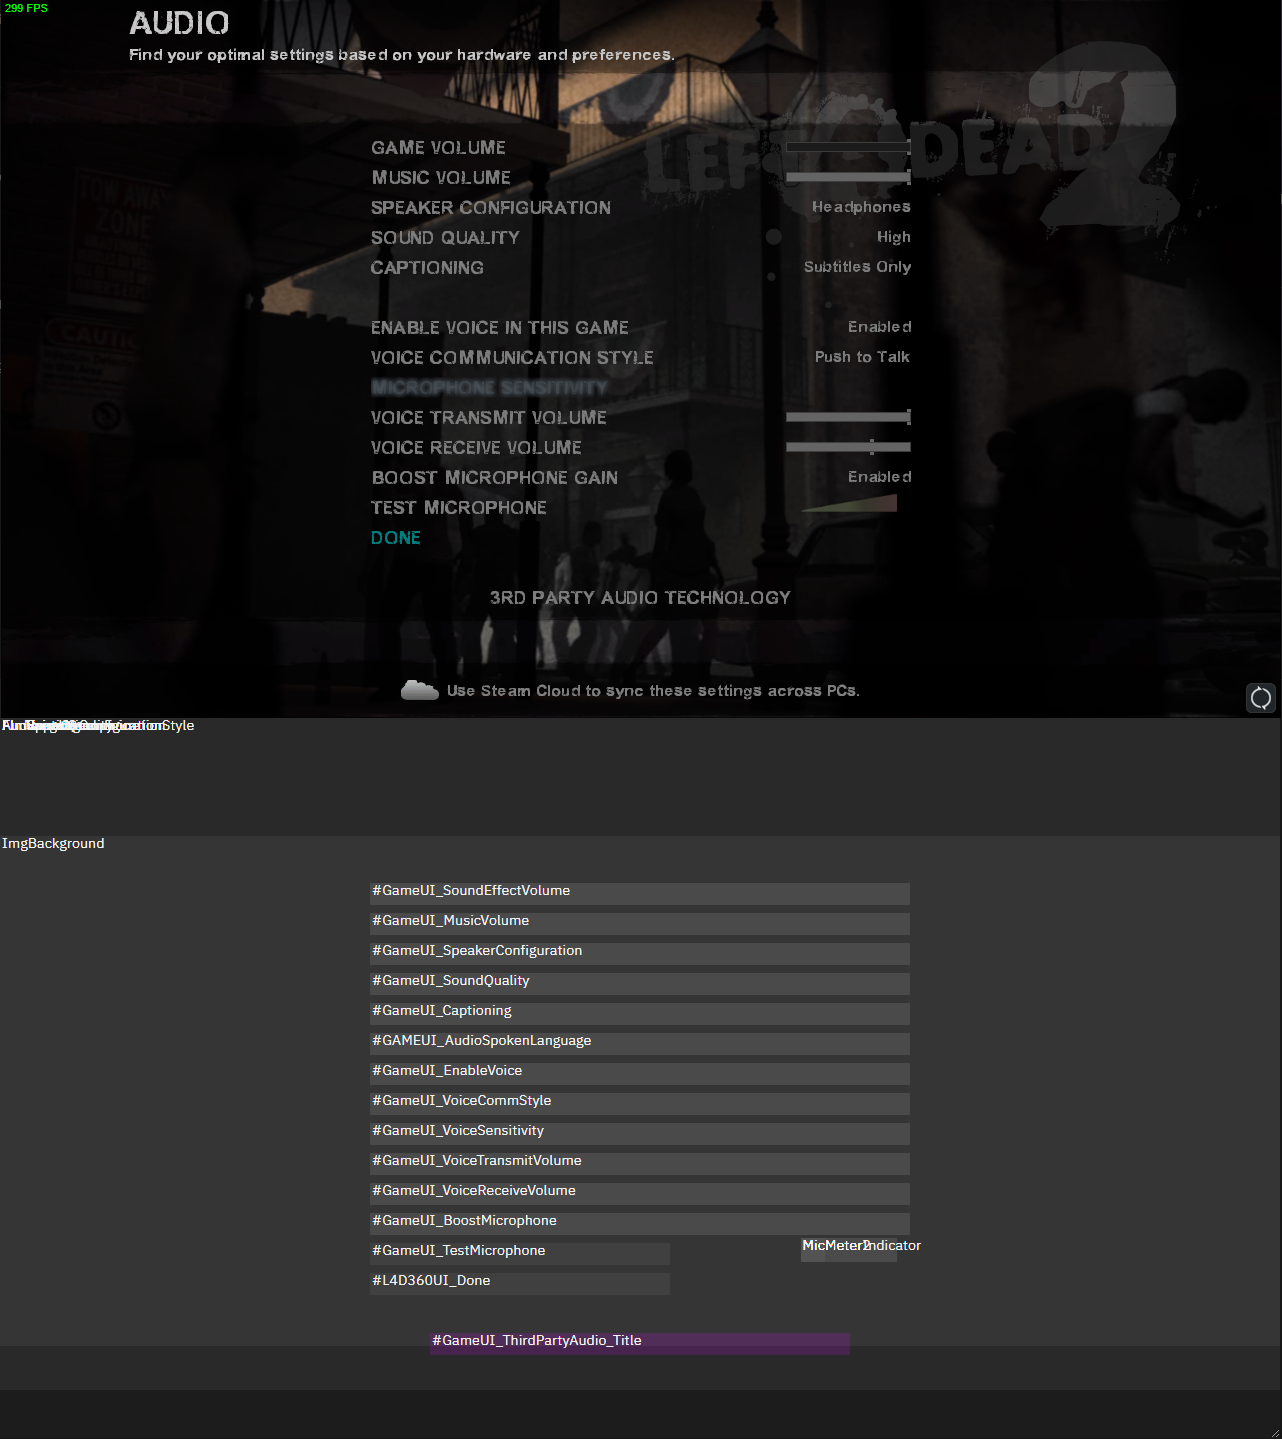 299 FPS
AUDIO
Find your optimal settings based on your hardware and preferences.
LEFT 4 DEAD 2
TOW AWAY
ZONE
CAUTION
GAME VOLUME
MUSIC VOLUME
SPEAKER CONFIGURATION Headphones
SOUND QUALITY High
CAPTIONING Subtitles Only
ENABLE VOICE IN THIS GAME Enabled
VOICE COMMUNICATION STYLE Push to Talk
MICROPHONE SENSITIVITY
VOICE TRANSMIT VOLUME
VOICE RECEIVE VOLUME
BOOST MICROPHONE GAIN Enabled
TEST MICROPHONE
DONE
3RD PARTY AUDIO TECHNOLOGY
Use Steam Cloud to sync these settings across PCs.
ImgBackground
#GameUI_SoundEffectVolume
#GameUI_MusicVolume
#GameUI_SpeakerConfiguration
#GameUI_SoundQuality
#GameUI_Captioning
#GAMEUI_AudioSpokenLanguage
#GameUI_EnableVoice
#GameUI_VoiceCommStyle
#GameUI_VoiceSensitivity
#GameUI_VoiceTransmitVolume
#GameUI_VoiceReceiveVolume
#GameUI_BoostMicrophone
#GameUI_TestMicrophone
#L4D360UI_Done
#GameUI_ThirdPartyAudio_Title